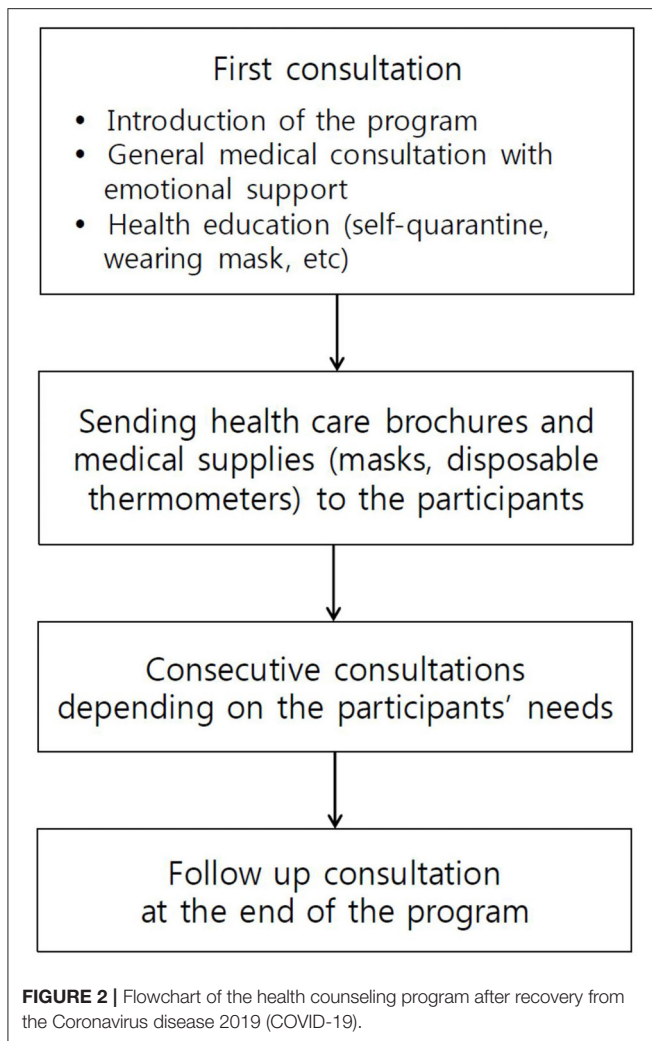 First consultation
• Introduction of the program
• General medical consultation with
emotional support
• Health education (self-quarantine,
wearing mask, etc)
Sending health care brochures and
medical supplies (masks, disposable
thermometers) to the participants
Consecutive consultations
depending on the participants’ needs
Follow up consultation
at the end of the program
FIGURE 2 | Flowchart of the health counseling program after recovery from
the Coronavirus disease 2019 (COVID-19).